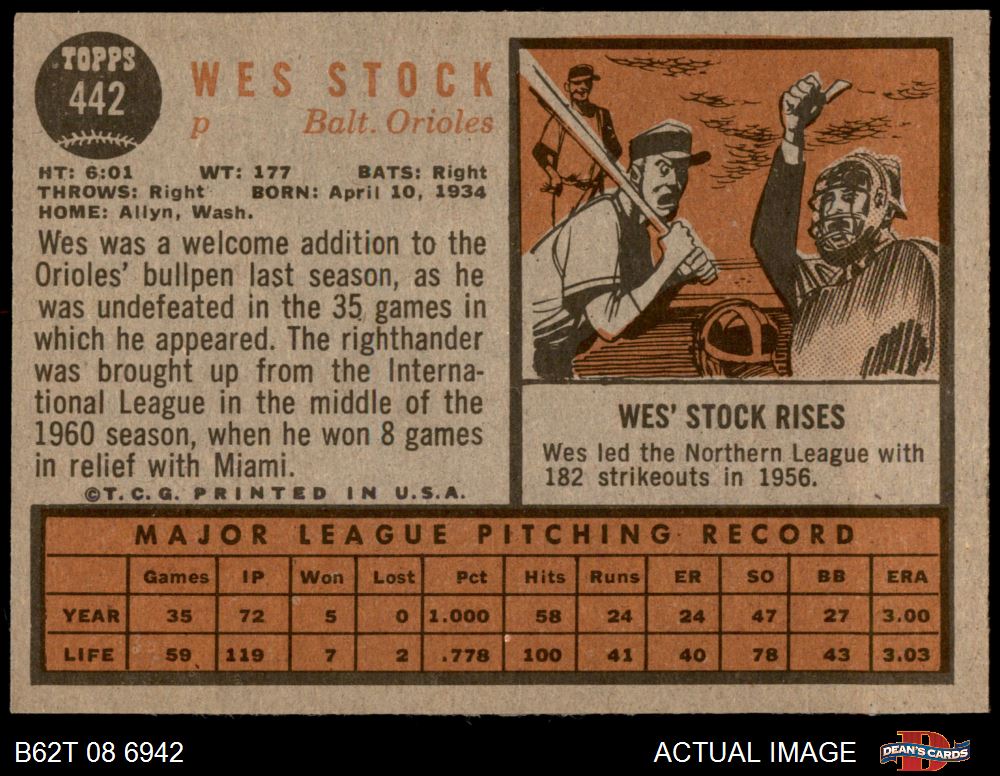 TOPPS
442
WES STOCK
p Balt. Orioles
HT: 6:01 WT: 177 BATS: Right
THROWS: Right BORN: April 10, 1934
HOME: Allyn, Wash.
Wes was a welcome addition to the
Orioles' bullpen last season, as he
was undefeated in the 35 games in
which he appeared. The righthander
was brought up from the Interna-
tional League in the middle of the
1960 season, when he won 8 games
in relief with Miami.
©T.C.G. PRINTED IN U.S.A.
WES' STOCK RISES
Wes led the Northern League with
182 strikeouts in 1956.
MAJOR LEAGUE PITCHING RECORD
Games IP Won Lost Pct Hits Runs ER SO BB ERA
YEAR 35 72 5 0 1.000 58 24 24 47 27 3.00
LIFE 59 119 7 2 .778 100 41 40 78 43 3.03
B62T 08 6942 ACTUAL IMAGE
DEAN'S CARDS